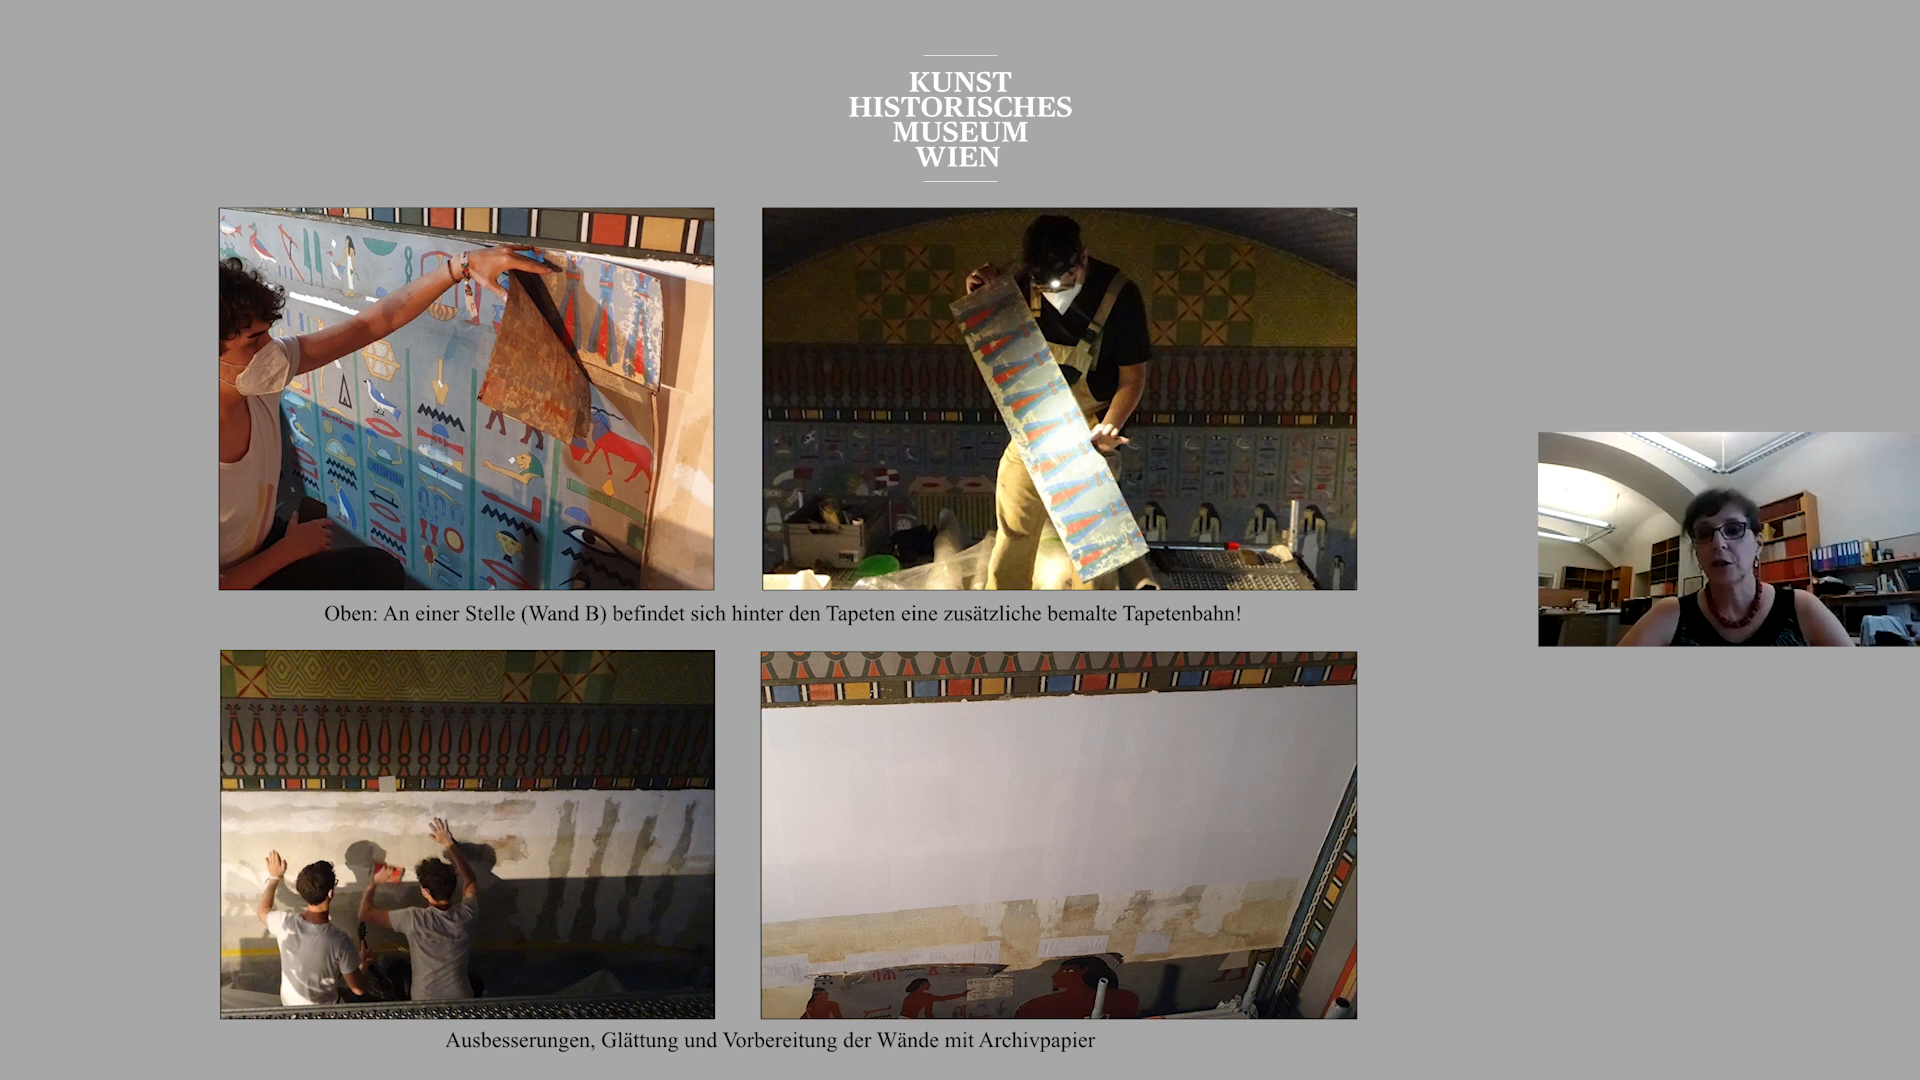 KUNST
HISTORISCHES
MUSEUM
WIEN
Oben: An einer Stelle (Wand B) befindet sich hinter den Tapeten eine zusätzliche bemalte Tapetenbahn!
Ausbesserungen, Glättung und Vorbereitung der Wände mit Archivpapier